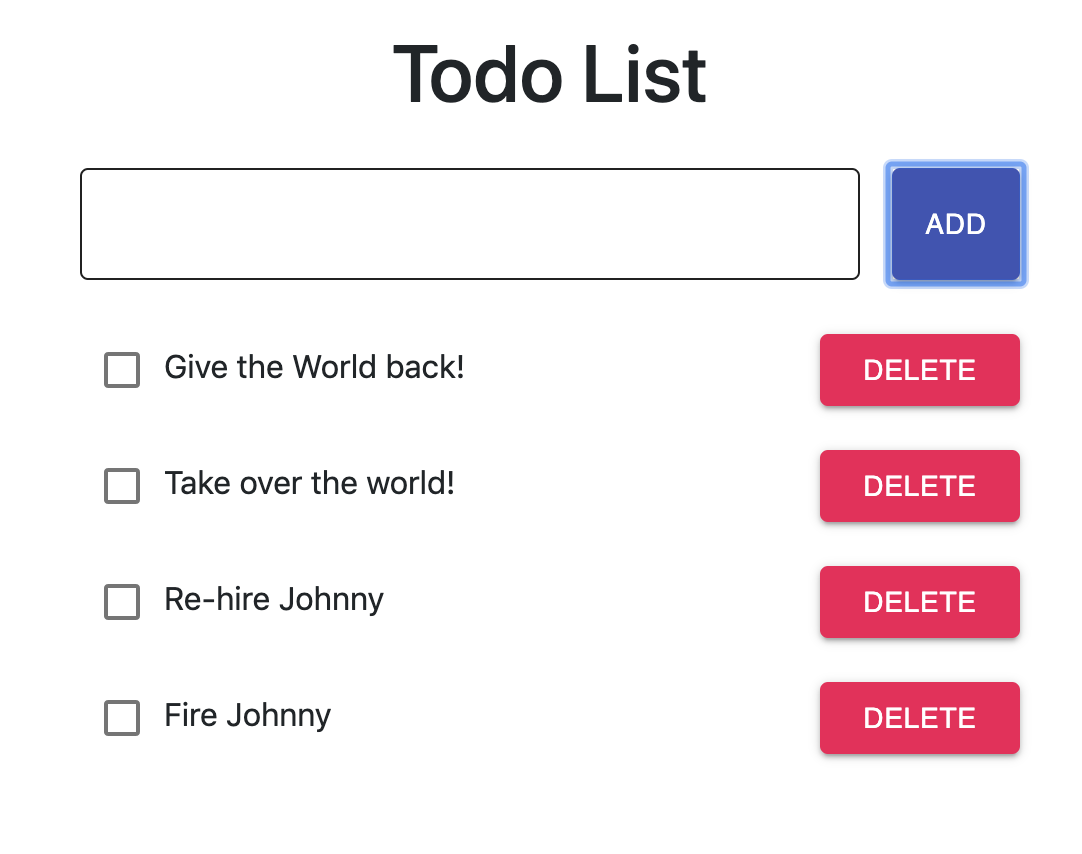 Todo List
ADD
Give the World back!
DELETE
Take over the world!
DELETE
Re-hire Johnny
DELETE
Fire Johnny
DELETE